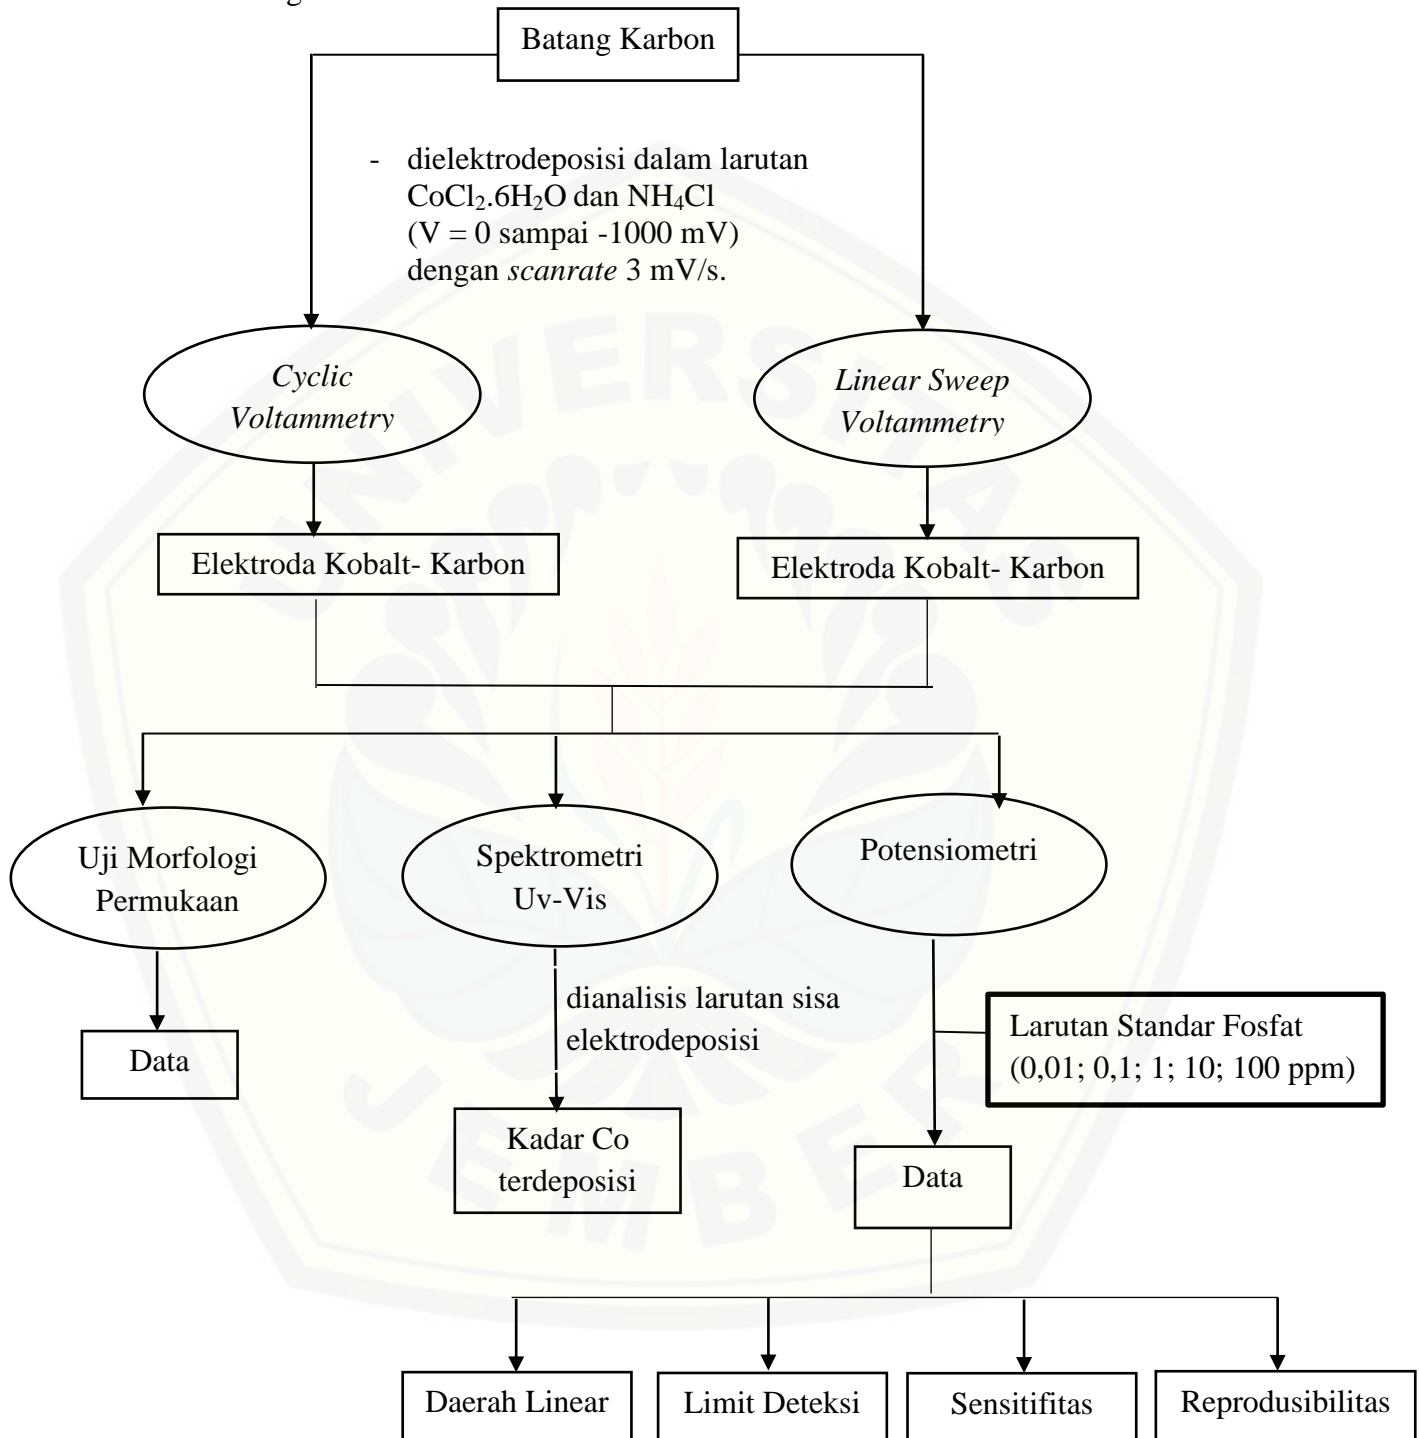 Batang Karbon
- dielektrodeposisi dalam larutan
CoCl₂.6H₂O dan NH₄Cl
(V = 0 sampai -1000 mV)
dengan scanrate 3 mV/s.
Cyclic
Voltammetry
Linear Sweep
Voltammetry
Elektroda Kobalt- Karbon
Elektroda Kobalt- Karbon
Uji Morfologi
Permukaan
Spektrometri
Uv-Vis
Potensiometri
dianalisis larutan sisa
elektrodeposisi
Larutan Standar Fosfat
(0,01; 0,1; 1; 10; 100 ppm)
Data
Kadar Co
terdeposisi
Data
Daerah Linear
Limit Deteksi
Sensitifitas
Reprodusibilitas
UNIVERSITAS
JEMBER